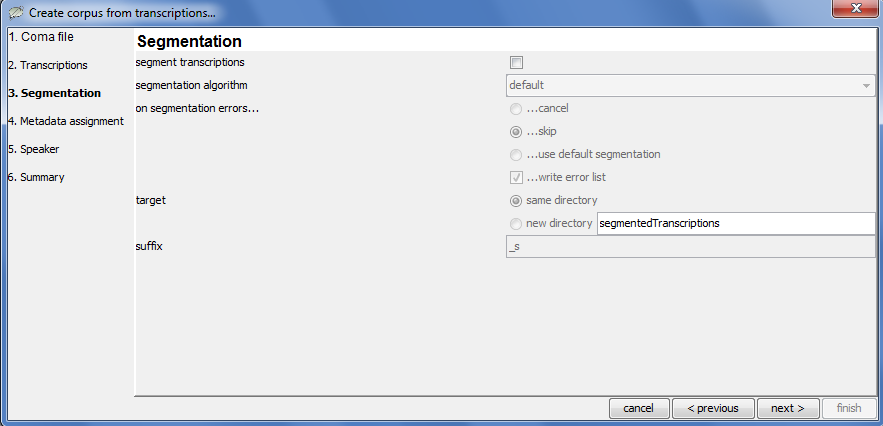 Create corpus from transcriptions...
1. Coma file
2. Transcriptions
3. Segmentation
4. Metadata assignment
5. Speaker
6. Summary
Segmentation
segment transcriptions
segmentation algorithm default
on segmentation errors... ...cancel
...skip
...use default segmentation
...write error list
target same directory
new directory segmentedTranscriptions
suffix _s
cancel < previous next > finish